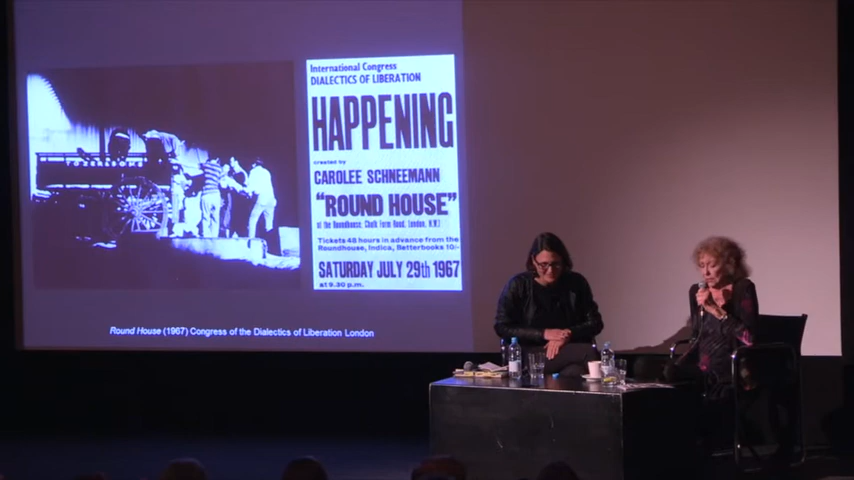 International Congress
DIALECTICS OF LIBERATION
HAPPENING
created by
CAROLEE SCHNEEMANN
"ROUND HOUSE"
at the Roundhouse, Chalk Farm Road, London, N.W.1
Tickets 48 hours in advance from the
Roundhouse, Indica, Betterbooks 10/-
SATURDAY JULY 29th 1967
at 9.30 p.m.
Round House (1967) Congress of the Dialectics of Liberation London